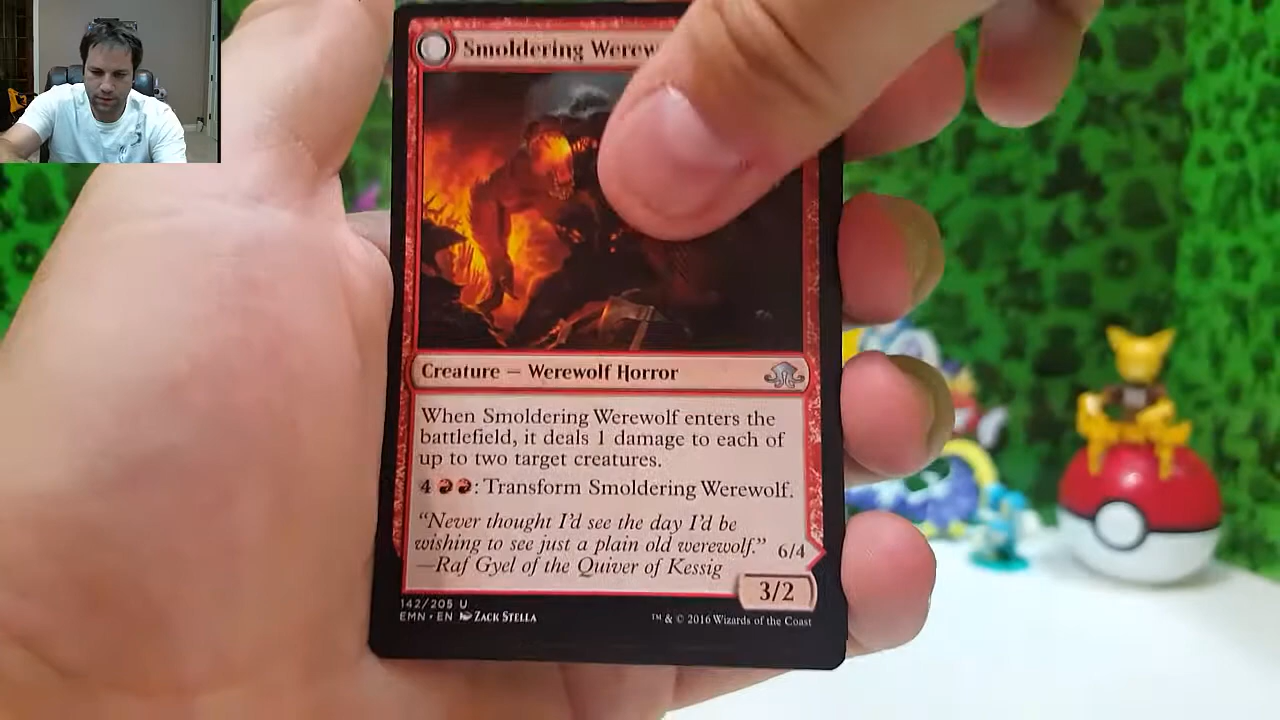 Smoldering
When Smoldering Werewolf enters the
battlefield, it deals 1 damage to each of
up to two target creatures.
4 : Transform Smoldering Werewolf.
"Never thought I'd see the day I'd be
wishing to see just a plain old werewolf."
—Raf Gyel of the Quiver of Kessig
6/4
3/2
Creature — Werewolf Horror
142/205 U
EMN • EN Zack Stella
™ & © 2016 Wizards of the Coast